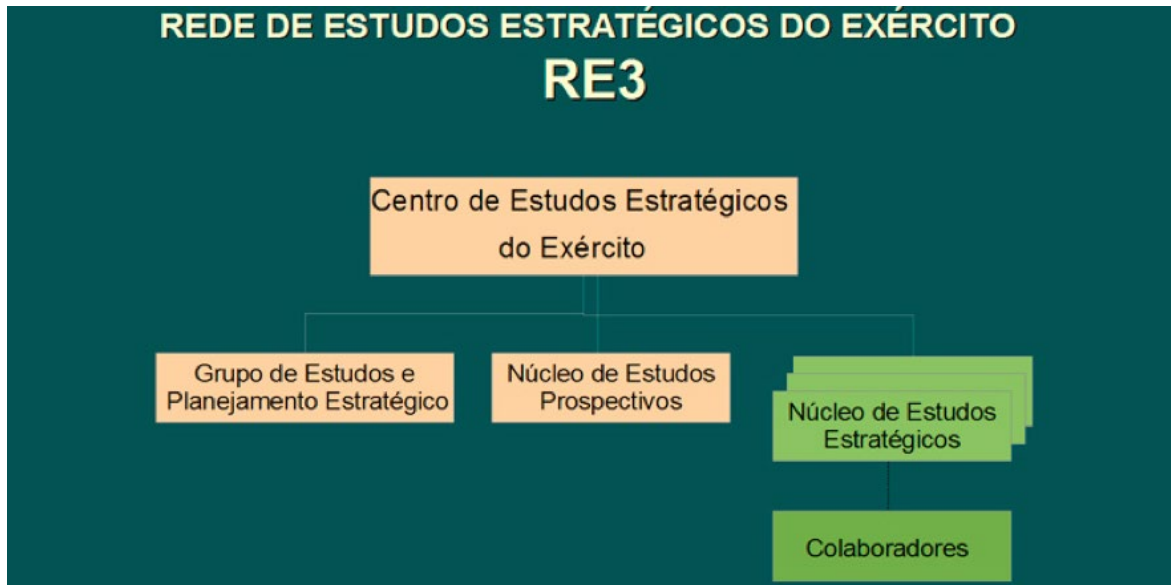 REDE DE ESTUDOS ESTRATÉGICOS DO EXÉRCITO
RE3
Centro de Estudos Estratégicos
do Exército
Grupo de Estudos e
Planejamento Estratégico
Núcleo de Estudos
Prospectivos
Núcleo de Estudos
Estratégicos
Colaboradores